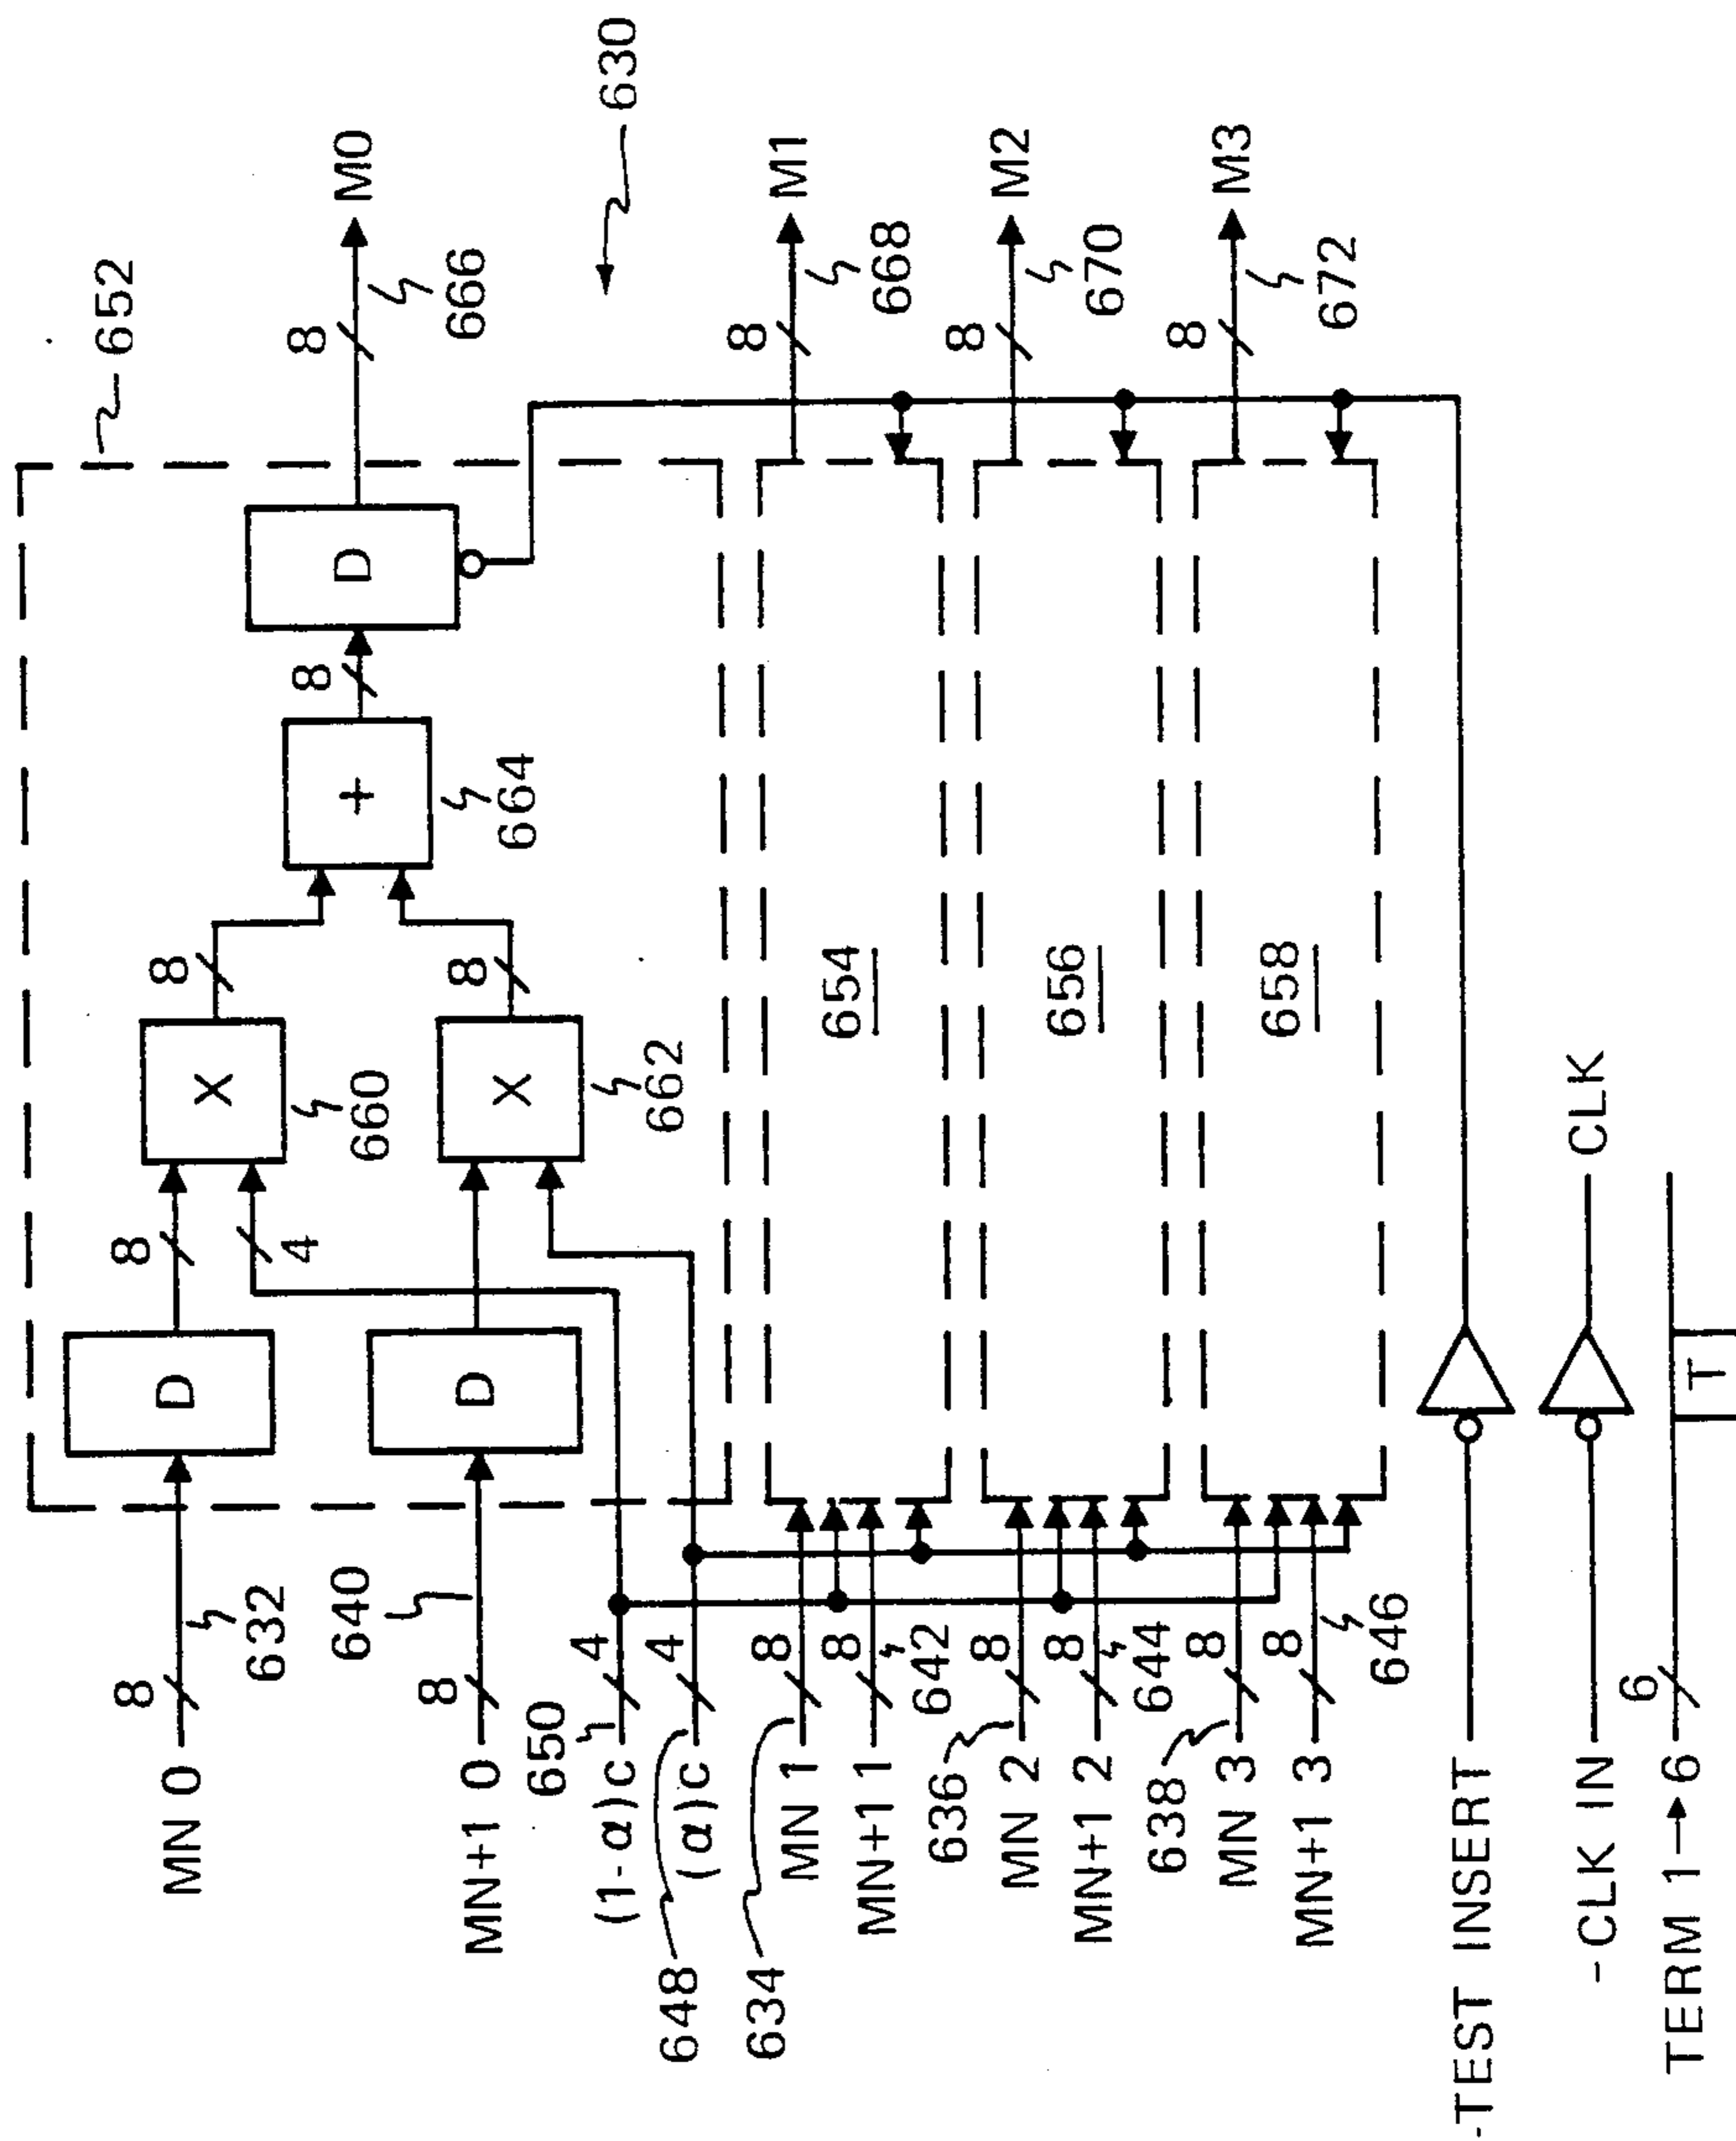 652
630
MN 0
8
632
D
8
4
X
660
8
+
664
8
D
8
666
M0
MN+1 0
8
640
D
X
662
8
650
(1-α)c
4
648
(α)c
4
634
MN 1
8
MN+1 1
8
642
654
8
668
M1
636
MN 2
8
MN+1 2
8
644
656
8
670
M2
638
MN 3
8
MN+1 3
8
646
658
8
672
M3
-TEST INSERT
-CLK IN
CLK
TERM 1→6
6
T